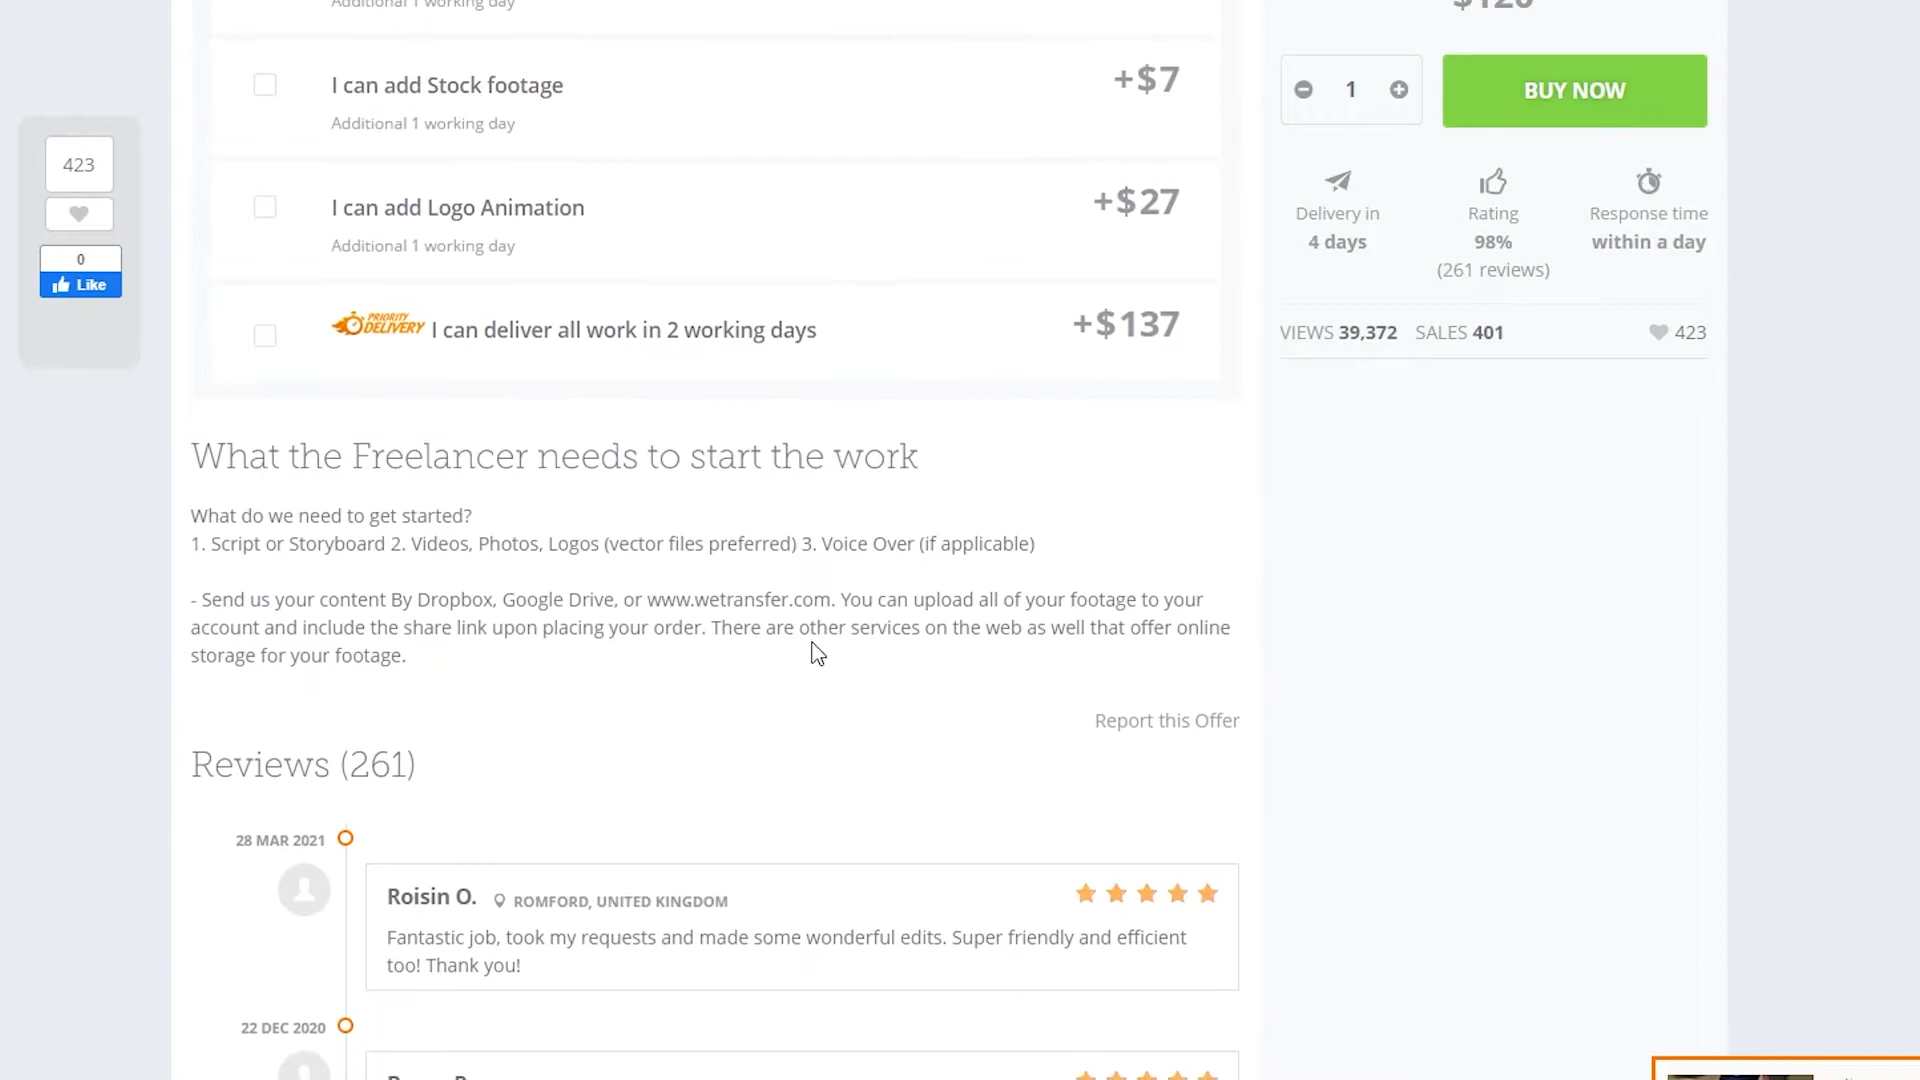 Additional 1 working day
$120
I can add Stock footage
+$7
Additional 1 working day
1
BUY NOW
423
I can add Logo Animation
+$27
Additional 1 working day
Delivery in
4 days
Rating
98%
(261 reviews)
Response time
within a day
0
Like
PRIORITY
DELIVERY
I can deliver all work in 2 working days
+$137
VIEWS 39,372 SALES 401
423
What the Freelancer needs to start the work
What do we need to get started?
1. Script or Storyboard 2. Videos, Photos, Logos (vector files preferred) 3. Voice Over (if applicable)
- Send us your content By Dropbox, Google Drive, or www.wetransfer.com. You can upload all of your footage to your
account and include the share link upon placing your order. There are other services on the web as well that offer online
storage for your footage.
Report this Offer
Reviews (261)
28 MAR 2021
Roisin O.
ROMFORD, UNITED KINGDOM
Fantastic job, took my requests and made some wonderful edits. Super friendly and efficient
too! Thank you!
22 DEC 2020